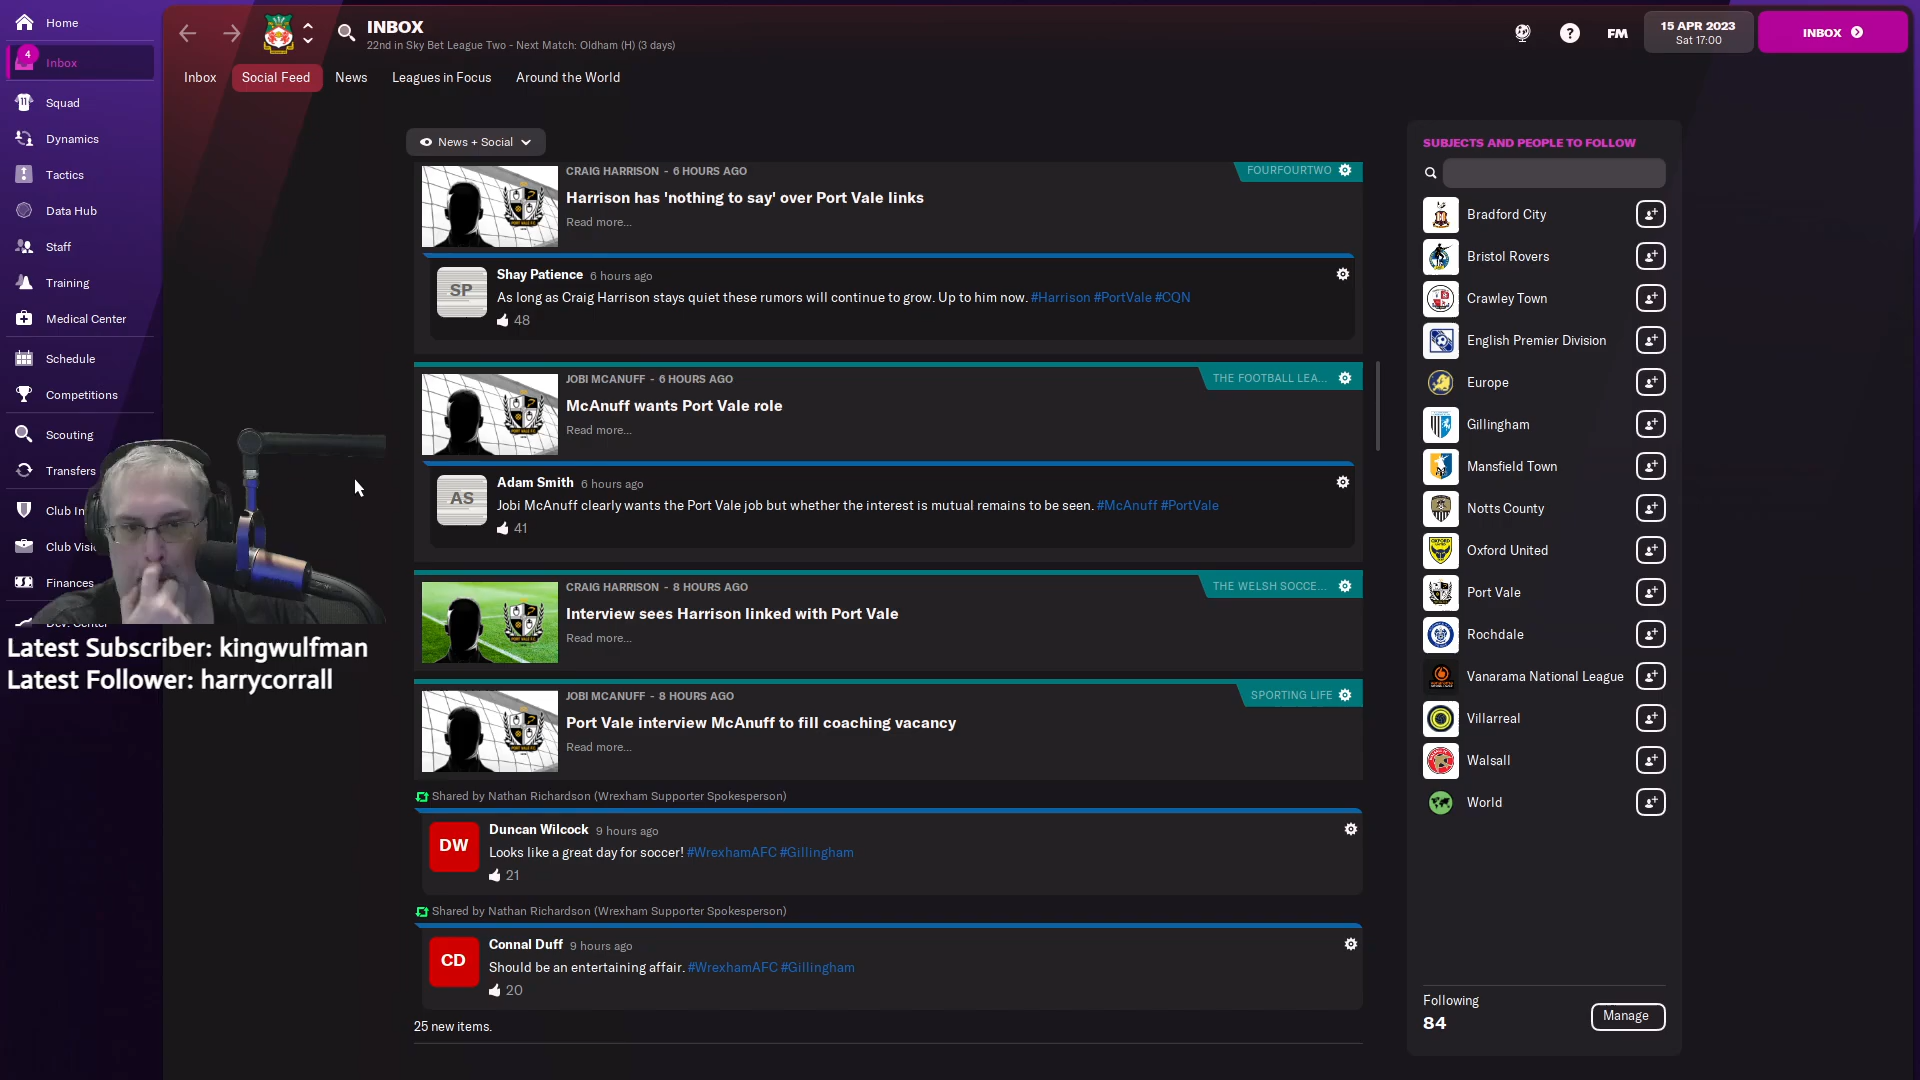 Home
INBOX
22nd in Sky Bet League Two - Next Match: Oldham (H) (3 days)
FM
15 APR 2023
Sat 17:00
INBOX
4
Inbox
Inbox
Social Feed
News
Leagues in Focus
Around the World
Squad
Dynamics
Tactics
Data Hub
Staff
Training
Medical Center
Schedule
Competitions
Scouting
Transfers
Club In
Club Visi
Finances
Latest Subscriber: kingwulfman
Latest Follower: harrycorrall
News + Social
CRAIG HARRISON - 6 HOURS AGO
FOURFOURTWO
Harrison has 'nothing to say' over Port Vale links
Read more...
SP
Shay Patience 6 hours ago
As long as Craig Harrison stays quiet these rumors will continue to grow. Up to him now. #Harrison #PortVale #CQN
48
JOBI MCANUFF - 6 HOURS AGO
THE FOOTBALL LEA...
McAnuff wants Port Vale role
Read more...
AS
Adam Smith 6 hours ago
Jobi McAnuff clearly wants the Port Vale job but whether the interest is mutual remains to be seen. #McAnuff #PortVale
41
CRAIG HARRISON - 8 HOURS AGO
THE WELSH SOCCE...
Interview sees Harrison linked with Port Vale
Read more...
JOBI MCANUFF - 8 HOURS AGO
SPORTING LIFE
Port Vale interview McAnuff to fill coaching vacancy
Read more...
Shared by Nathan Richardson (Wrexham Supporter Spokesperson)
DW
Duncan Wilcock 9 hours ago
Looks like a great day for soccer! #WrexhamAFC #Gillingham
21
Shared by Nathan Richardson (Wrexham Supporter Spokesperson)
CD
Connal Duff 9 hours ago
Should be an entertaining affair. #WrexhamAFC #Gillingham
20
25 new items.
SUBJECTS AND PEOPLE TO FOLLOW
Bradford City
Bristol Rovers
Crawley Town
English Premier Division
Europe
Gillingham
Mansfield Town
Notts County
Oxford United
Port Vale
Rochdale
Vanarama National League
Villarreal
Walsall
World
Following
84
Manage